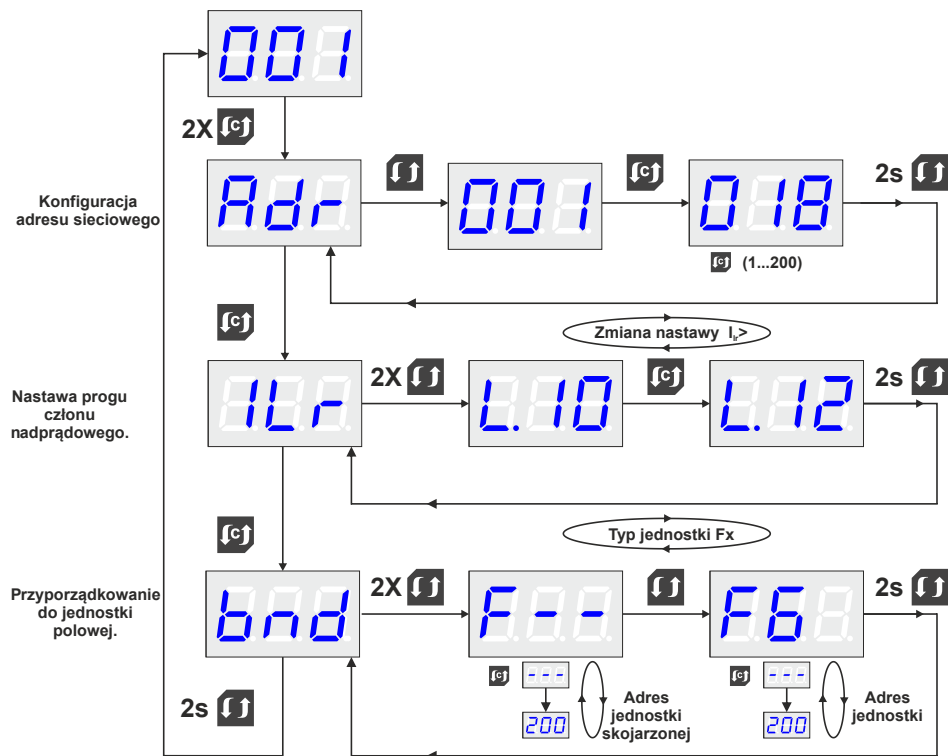 001
2X C
Konfiguracja
adresu sieciowego
Adr
001
C
018
2s
C (1...200)
C
Zmiana nastawy I_lr>
Nastawa progu
członu
nadprądowego.
1Lr
2X
L.10
C
L.12
2s
C
Typ jednostki Fx
Przyporządkowanie
do jednostki
polowej.
bnd
2X
F--
F6
2s
C
---
200
Adres
jednostki
skojarzonej
C
---
200
Adres
jednostki
2s